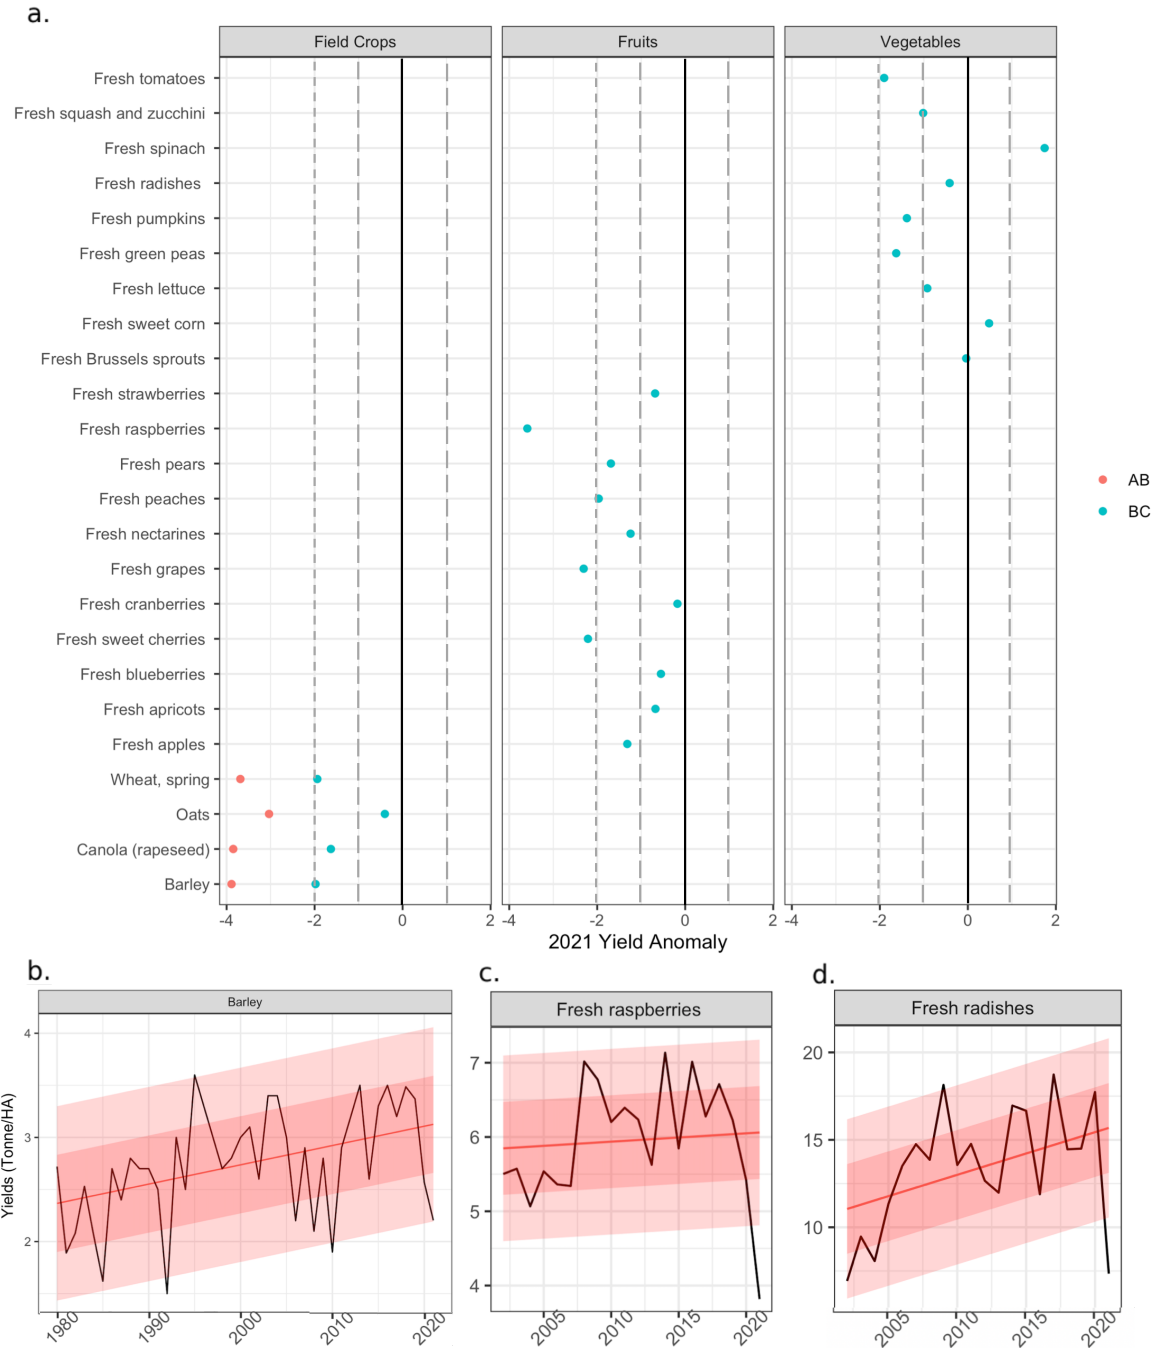 a.
Field Crops
Fruits
Vegetables
Fresh tomatoes
Fresh squash and zucchini
Fresh spinach
Fresh radishes
Fresh pumpkins
Fresh green peas
Fresh lettuce
Fresh sweet corn
Fresh Brussels sprouts
Fresh strawberries
Fresh raspberries
Fresh pears
Fresh peaches
Fresh nectarines
Fresh grapes
Fresh cranberries
Fresh sweet cherries
Fresh blueberries
Fresh apricots
Fresh apples
Wheat, spring
Oats
Canola (rapeseed)
Barley
AB
BC
-4 -2 0 2 -4 -2 0 2 -4 -2 0 2
2021 Yield Anomaly
b.
Barley
Yields (Tonne/HA)
4
3
2
1980 1990 2000 2010 2020
c.
Fresh raspberries
7
6
5
4
2005 2010 2015 2020
d.
Fresh radishes
20
15
10
2005 2010 2015 2020